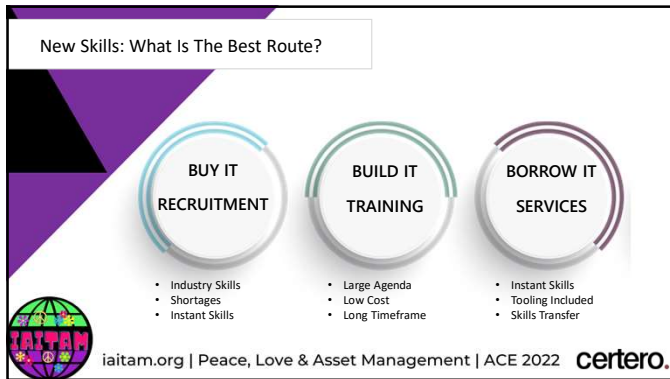 New Skills: What Is The Best Route?
BUY IT
RECRUITMENT
• Industry Skills
• Shortages
• Instant Skills
BUILD IT
TRAINING
• Large Agenda
• Low Cost
• Long Timeframe
BORROW IT
SERVICES
• Instant Skills
• Tooling Included
• Skills Transfer
IAITAM
iaitam.org | Peace, Love & Asset Management | ACE 2022
certero.